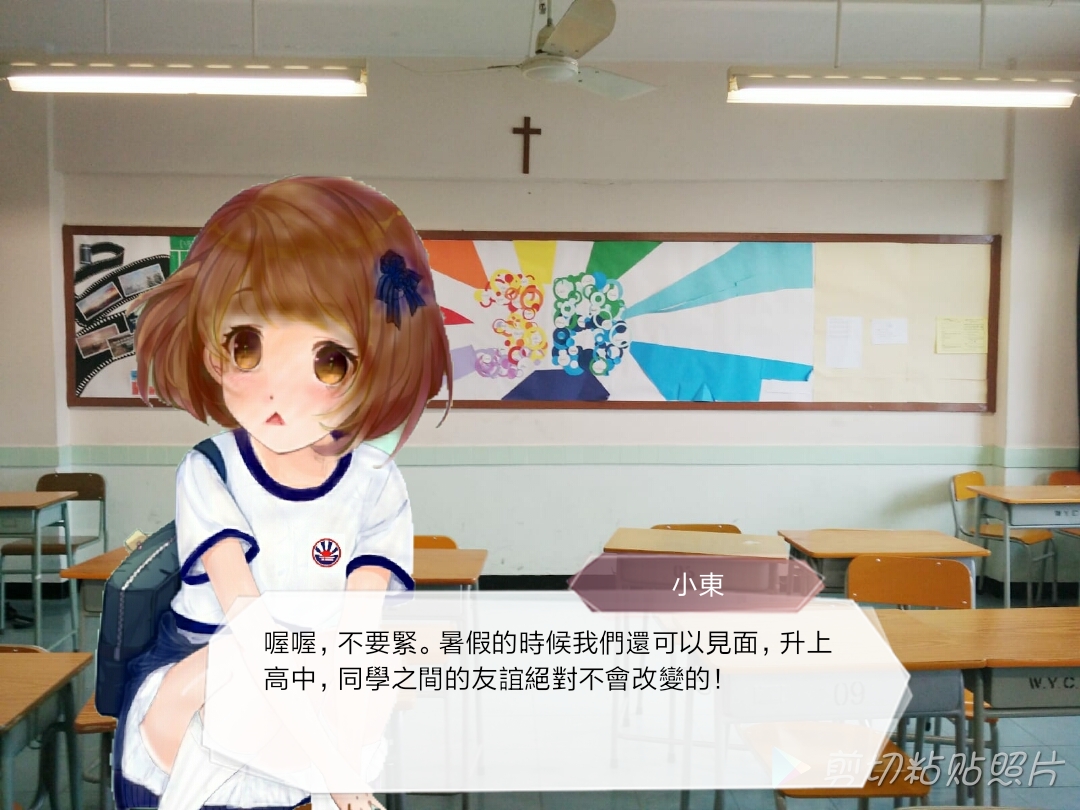 小東
喔喔，不要緊。暑假的時候我們還可以見面，升上
高中，同學之間的友誼絕對不會改變的！
09
W.Y.C
剪切粘贴照片